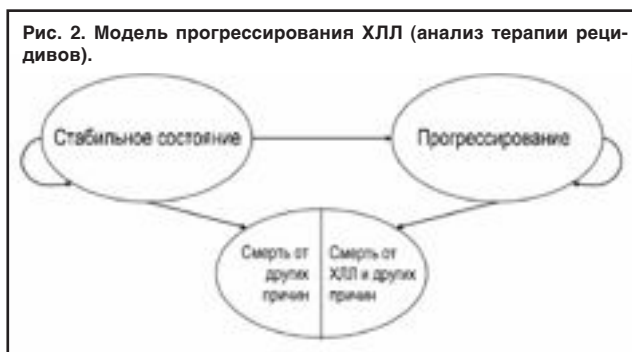 Рис. 2. Модель прогрессирования ХЛЛ (анализ терапии реци-
дивов).
Стабильное состояние
Прогрессирование
Смерть от
других
причин
Смерть от
ХЛЛ и других
причин